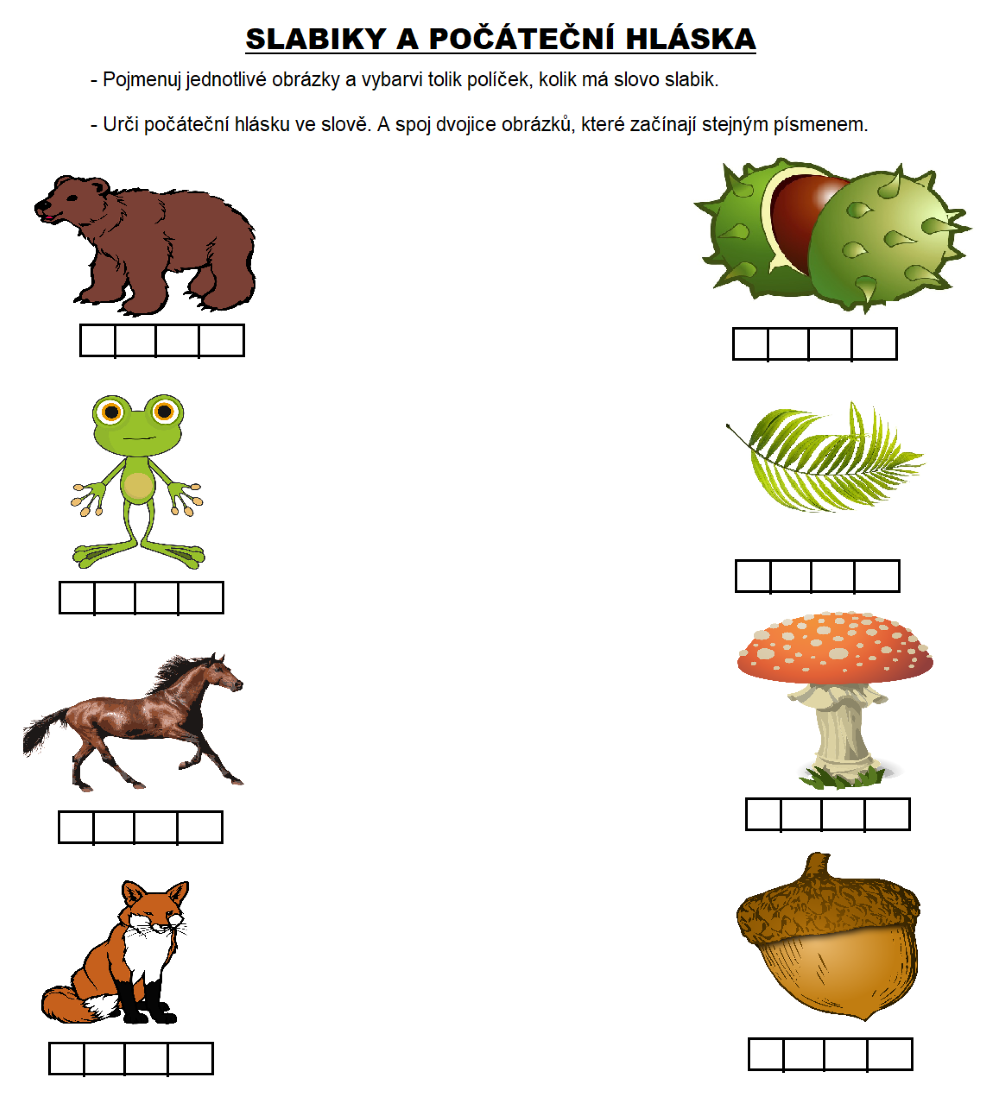 SLABIKY A POČÁTEČNÍ HLÁSKA
- Pojmenuj jednotlivé obrázky a vybarvi tolik políček, kolik má slovo slabik.
- Urči počáteční hlásku ve slově. A spoj dvojice obrázků, které začínají stejným písmenem.